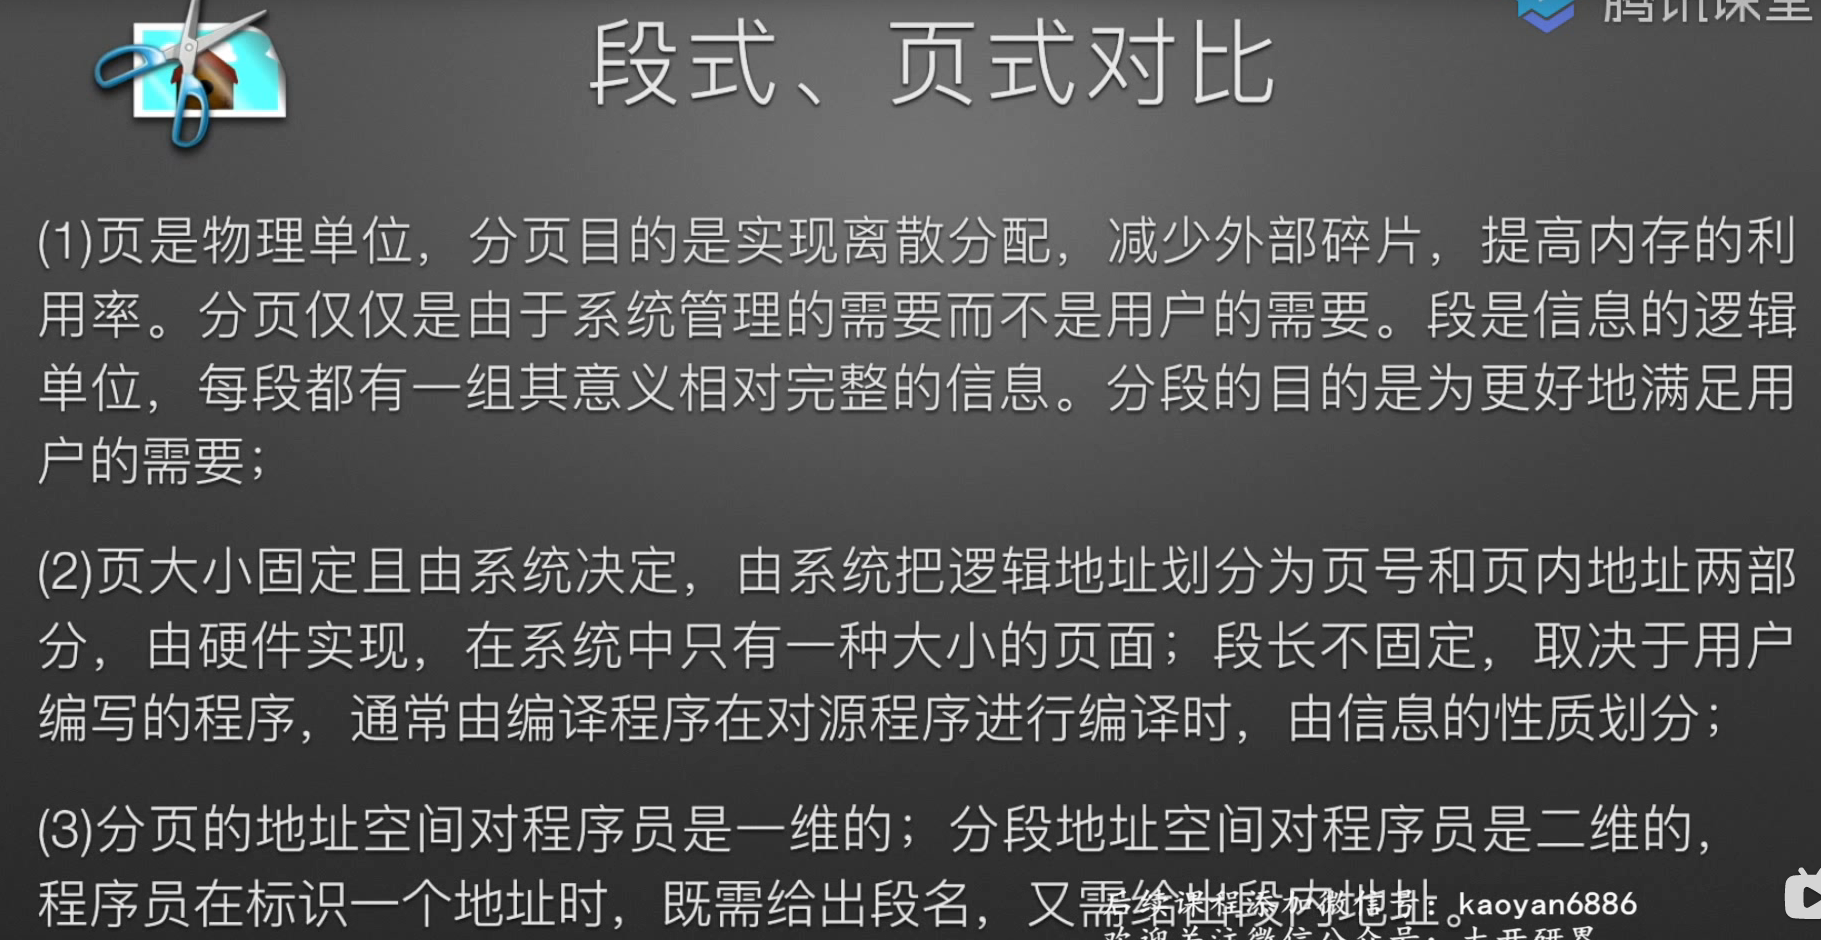 腾讯课堂
段式、页式对比
(1)页是物理单位，分页目的是实现离散分配，减少外部碎片，提高内存的利
用率。分页仅仅是由于系统管理的需要而不是用户的需要。段是信息的逻辑
单位，每段都有一组其意义相对完整的信息。分段的目的是为更好地满足用
户的需要；
(2)页大小固定且由系统决定，由系统把逻辑地址划分为页号和页内地址两部
分，由硬件实现，在系统中只有一种大小的页面；段长不固定，取决于用户
编写的程序，通常由编译程序在对源程序进行编译时，由信息的性质划分；
(3)分页的地址空间对程序员是一维的；分段地址空间对程序员是二维的，
程序员在标识一个地址时，既需给出段名，又需给出段内地址。
后续课程添加微信号：kaoyan6886
欢迎关注微信公众号：